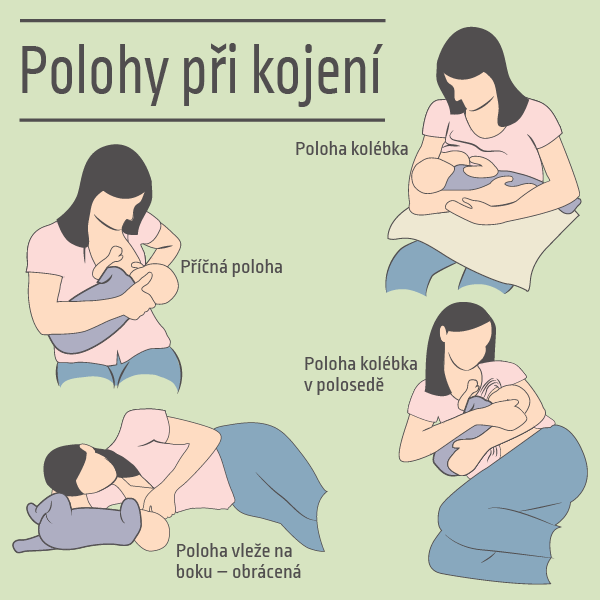 Polohy při kojení
Poloha kolébka
Příčná poloha
Poloha kolébka
v polosedě
Poloha vleže na
boku – obrácená